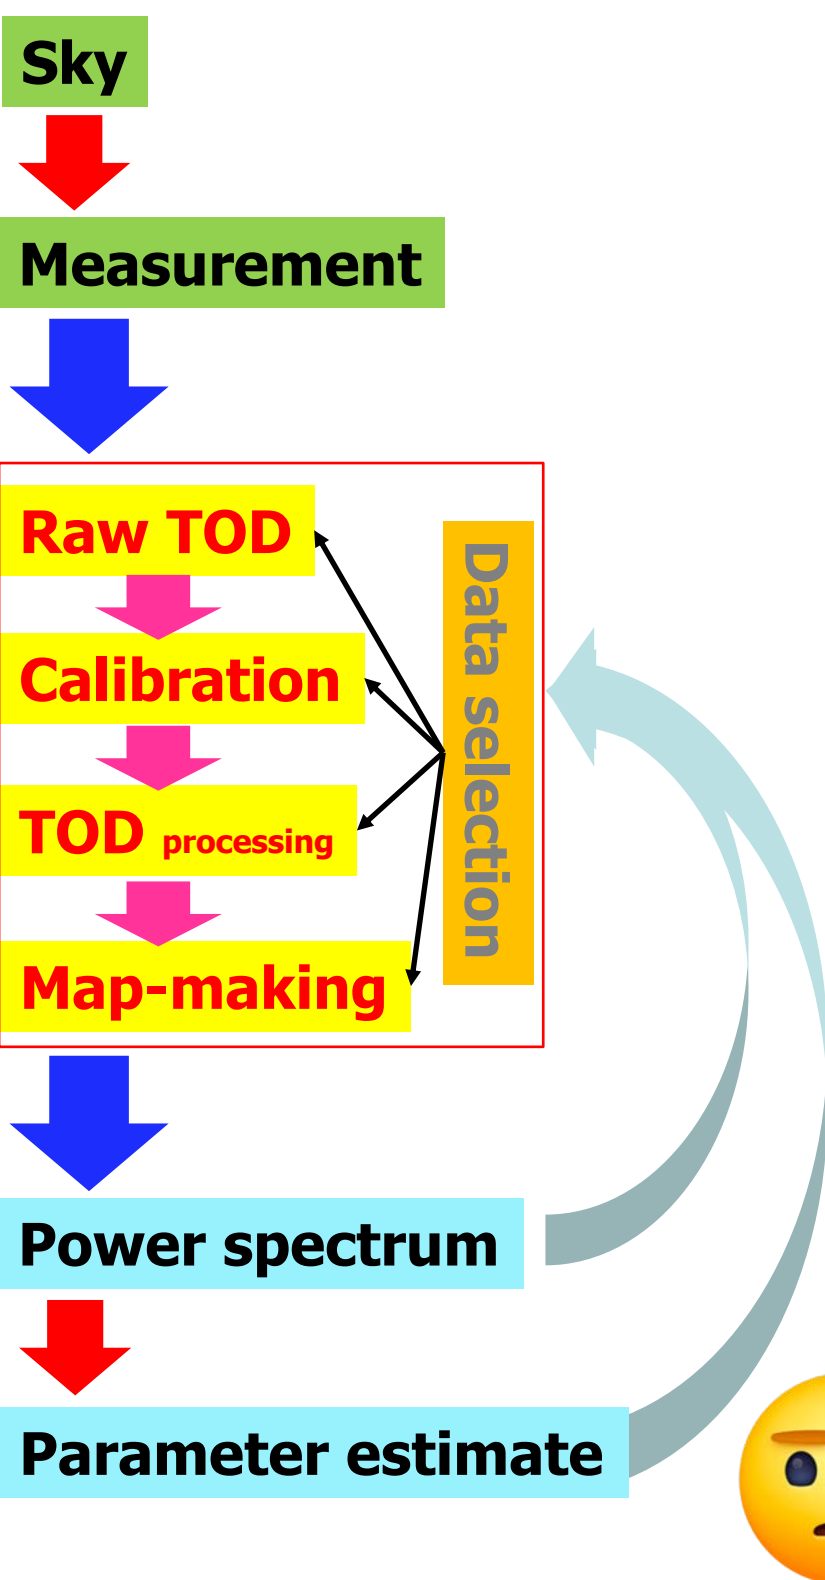 Sky
Measurement
Raw TOD
Calibration
TOD processing
Map-making
Data selection
Power spectrum
Parameter estimate